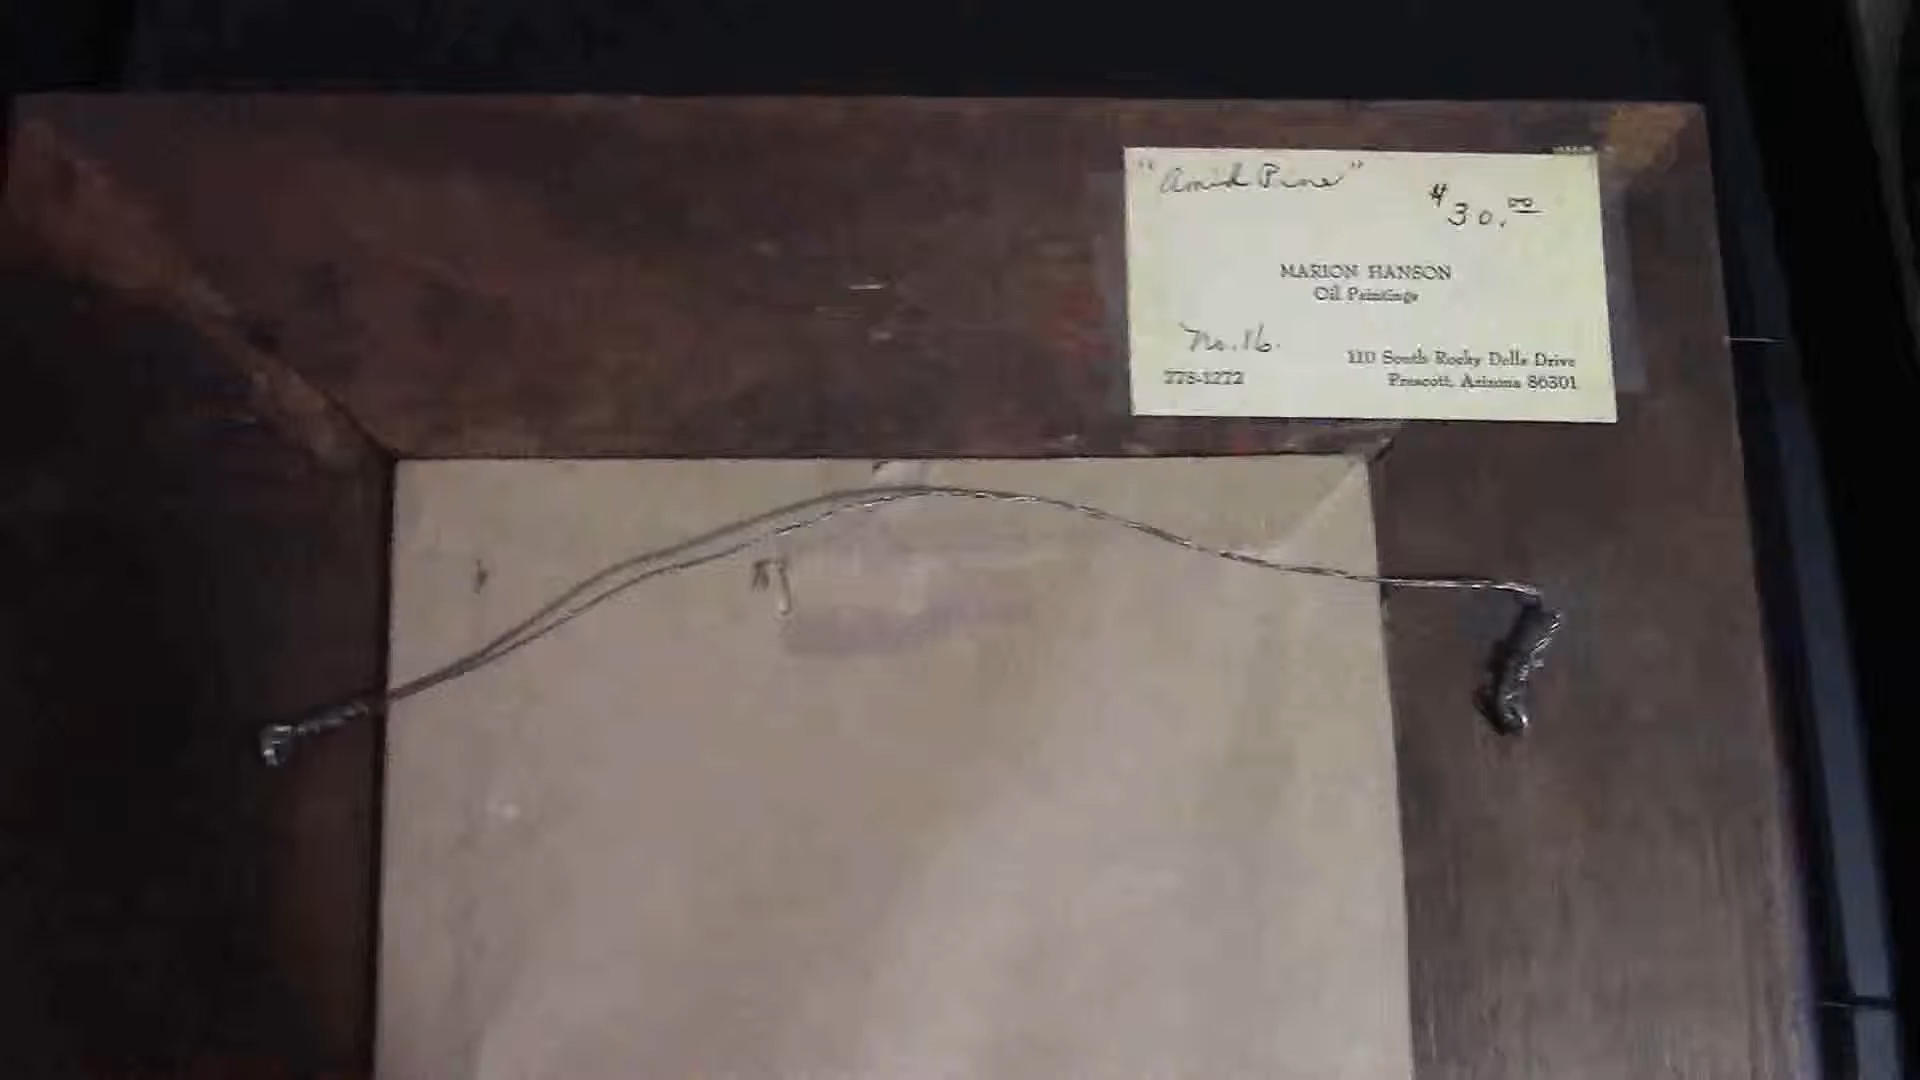 "Amid Pine"
$30.00
MARION HANSON
Oil Paintings
No. 16.
778-1272
110 South Rocky Dells Drive
Prescott, Arizona 86301